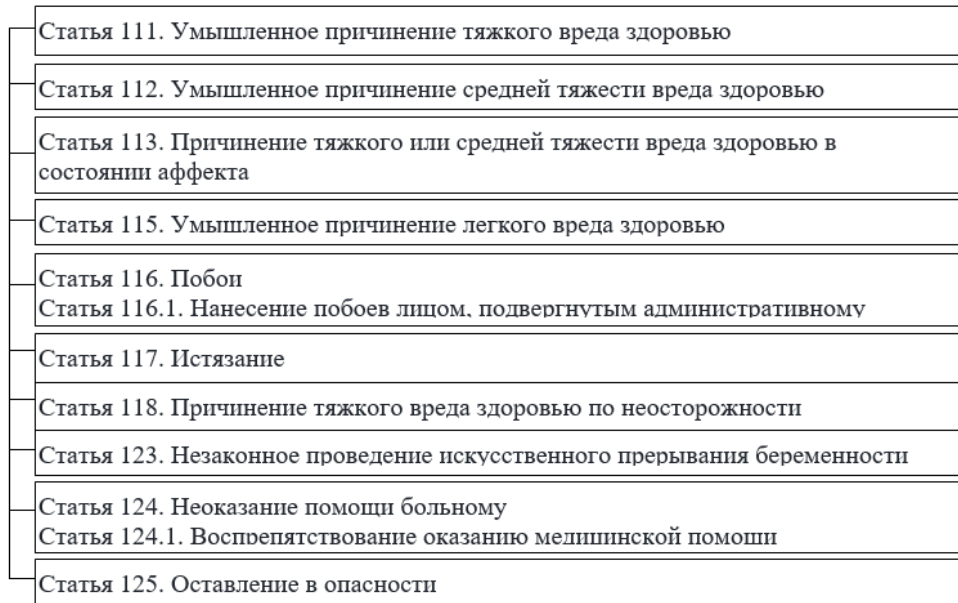 Статья 111. Умышленное причинение тяжкого вреда здоровью
Статья 112. Умышленное причинение средней тяжести вреда здоровью
Статья 113. Причинение тяжкого или средней тяжести вреда здоровью в
состоянии аффекта
Статья 115. Умышленное причинение легкого вреда здоровью
Статья 116. Побои
Статья 116.1. Нанесение побоев лицом, подвергнутым административному
Статья 117. Истязание
Статья 118. Причинение тяжкого вреда здоровью по неосторожности
Статья 123. Незаконное проведение искусственного прерывания беременности
Статья 124. Неоказание помощи больному
Статья 124.1. Воспрепятствование оказанию медицинской помощи
Статья 125. Оставление в опасности